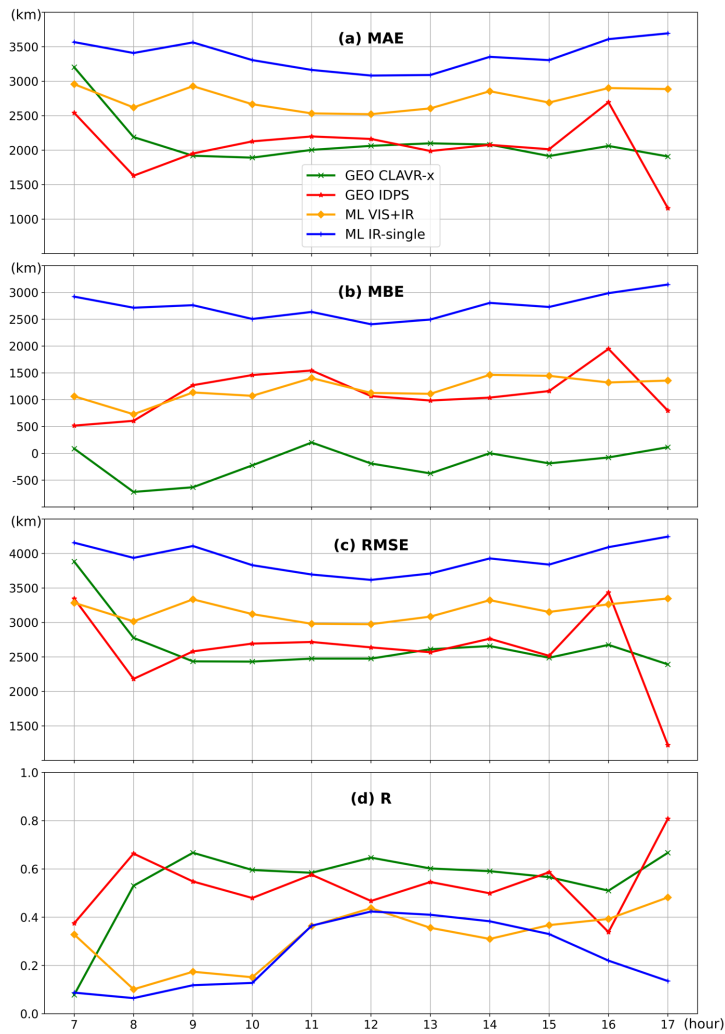 (km)
(a) MAE
3500
3000
2500
2000
1500
1000
GEO CLAVR-x
GEO IDPS
ML VIS+IR
ML IR-single
(km)
(b) MBE
3000
2500
2000
1500
1000
500
0
-500
(km)
(c) RMSE
4000
3500
3000
2500
2000
1500
1.0
(d) R
0.8
0.6
0.4
0.2
0.0
7 8 9 10 11 12 13 14 15 16 17 (hour)